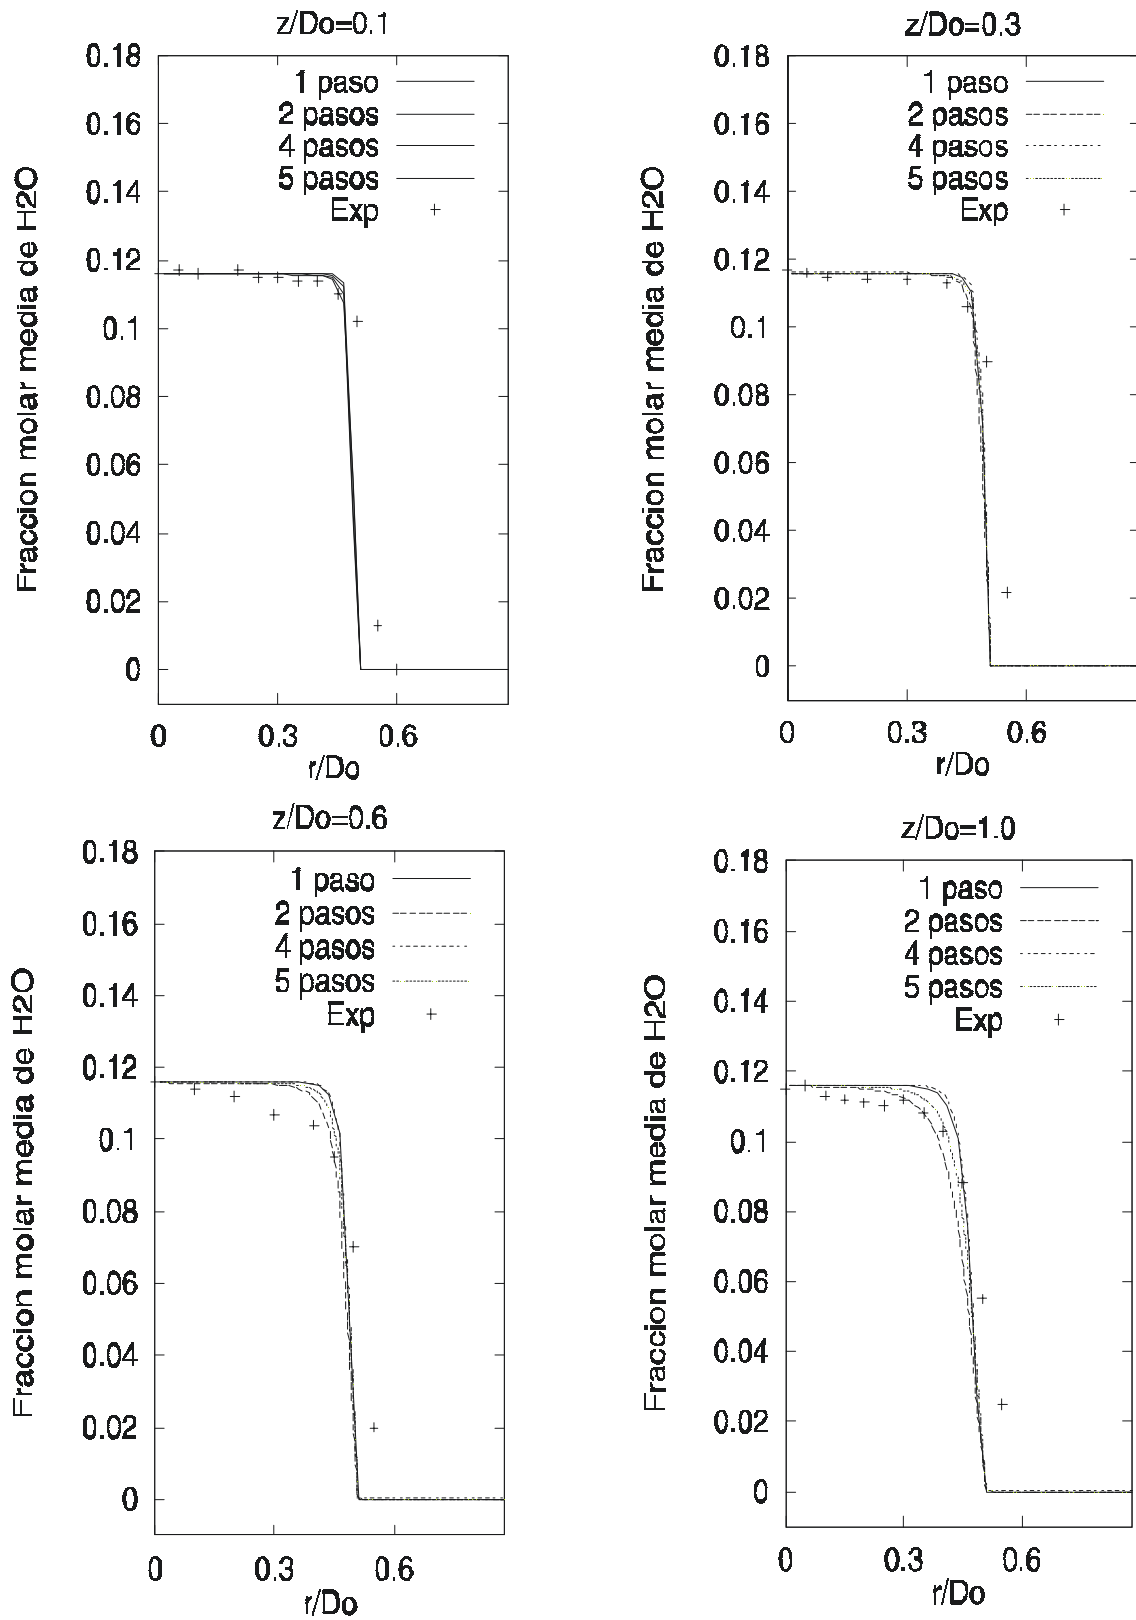 z/Do=0.1
0.18
0.16
0.14
0.12
0.1
0.08
0.06
0.04
0.02
0
Fraccion molar media de H2O
1 paso
2 pasos
4 pasos
5 pasos
Exp
0 0.3 0.6
r/Do
z/Do=0.3
0.18
0.16
0.14
0.12
0.1
0.08
0.06
0.04
0.02
0
Fraccion molar media de H2O
1 paso
2 pasos
4 pasos
5 pasos
Exp
0 0.3 0.6
r/Do
z/Do=0.6
0.18
0.16
0.14
0.12
0.1
0.08
0.06
0.04
0.02
0
Fraccion molar media de H2O
1 paso
2 pasos
4 pasos
5 pasos
Exp
0 0.3 0.6
r/Do
z/Do=1.0
0.18
0.16
0.14
0.12
0.1
0.08
0.06
0.04
0.02
0
Fraccion molar media de H2O
1 paso
2 pasos
4 pasos
5 pasos
Exp
0 0.3 0.6
r/Do